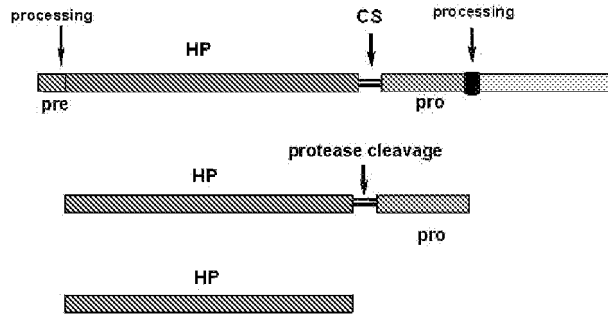 processing
CS
processing
HP
pre
pro
protease cleavage
HP
pro
HP